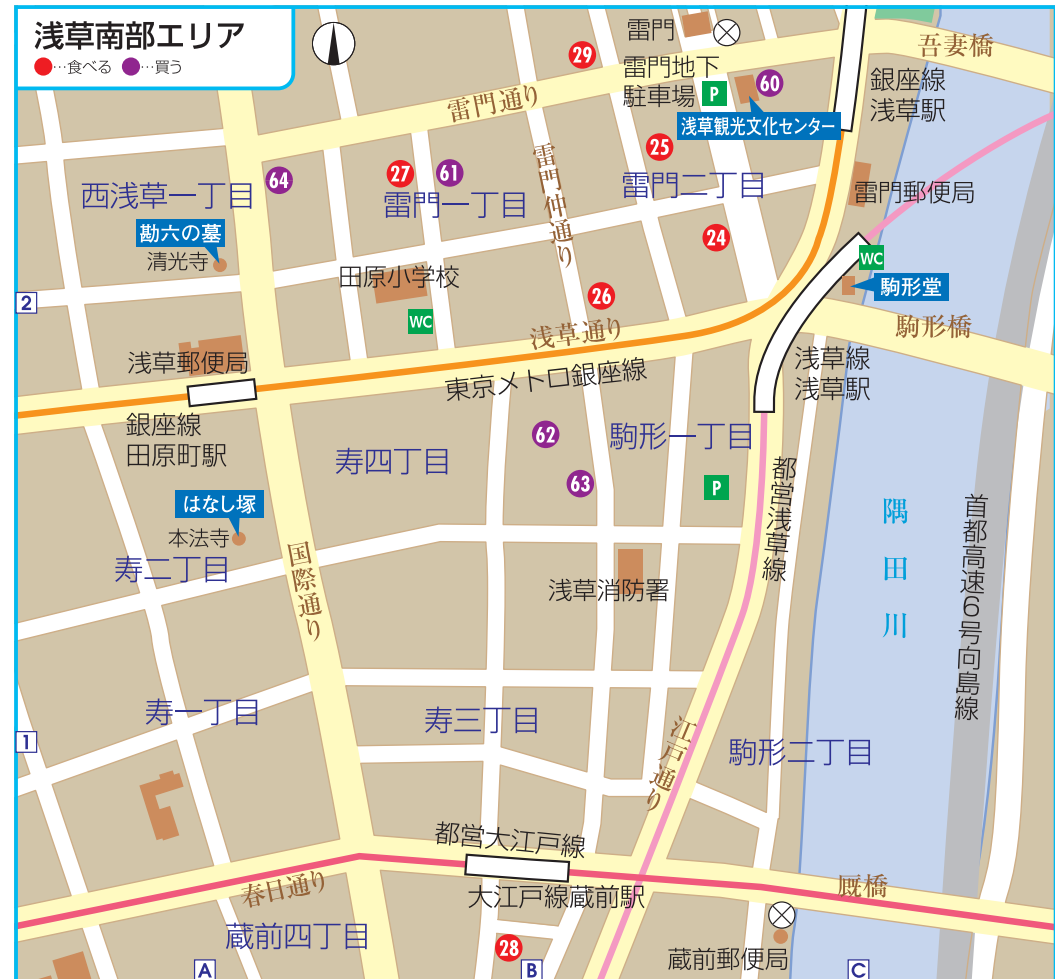 浅草南部エリア
●…食べる ●…買う
雷門
29
吾妻橋
雷門地下
駐車場
P
60
銀座線
浅草駅
雷門通り
浅草観光文化センター
25
雷門仲通り
64
27
61
西浅草一丁目
雷門一丁目
雷門二丁目
雷門郵便局
勘六の墓
清光寺
24
田原小学校
WC
駒形堂
2
26
WC
浅草通り
駒形橋
浅草郵便局
浅草線
浅草駅
東京メトロ銀座線
銀座線
田原町駅
62
駒形一丁目
寿四丁目
63
P
都営浅草線
はなし塚
本法寺
隅田川
首都高速6号向島線
寿二丁目
国際通り
浅草消防署
寿一丁目
寿三丁目
江戸通り
1
駒形二丁目
都営大江戸線
春日通り
大江戸線蔵前駅
厩橋
蔵前四丁目
28
蔵前郵便局
A
B
C